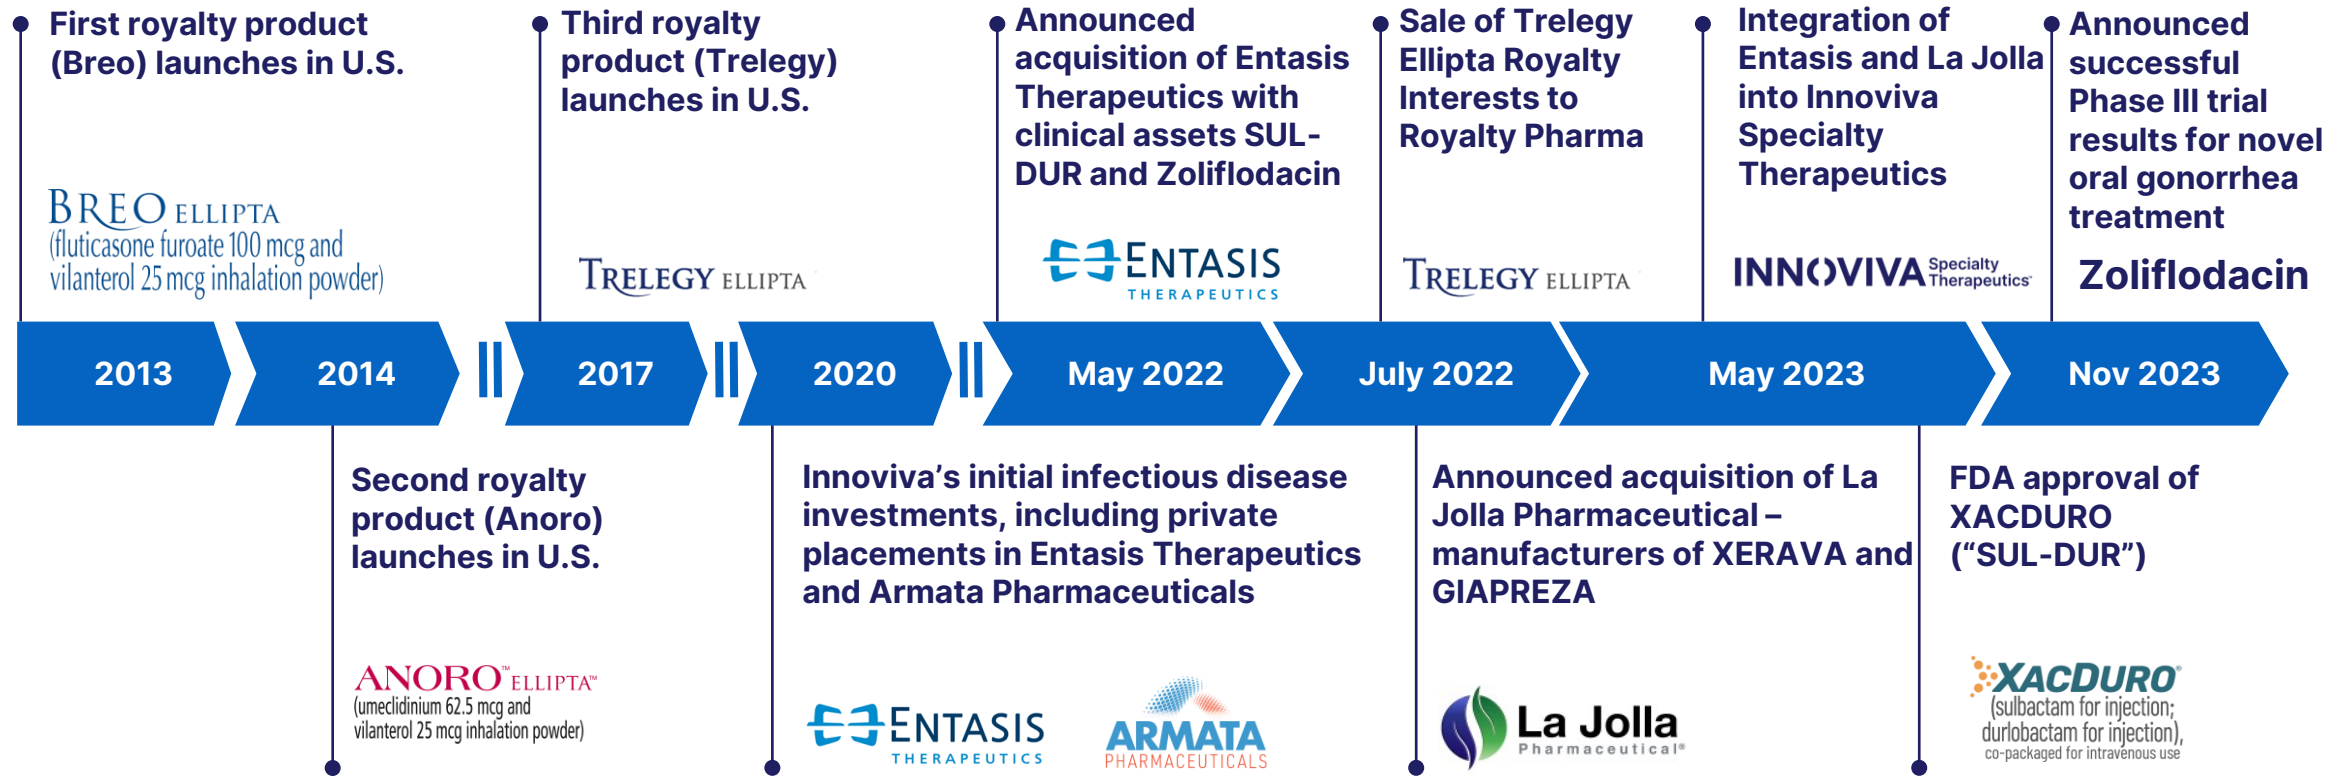 First royalty product
(Breo) launches in U.S.
BREO ELLIPTA
(fluticasone furoate 100 mcg and
vilanterol 25 mcg inhalation powder)
Third royalty
product (Trelegy)
launches in U.S.
TRELEGY ELLIPTA
Announced
acquisition of Entasis
Therapeutics with
clinical assets SUL-
DUR and Zoliflodacin
ENTASIS
THERAPEUTICS
Sale of Trelegy
Ellipta Royalty
Interests to
Royalty Pharma
TRELEGY ELLIPTA
Integration of
Entasis and La Jolla
into Innoviva
Specialty
Therapeutics
INNOVIVA Specialty
Therapeutics
Announced
successful
Phase III trial
results for novel
oral gonorrhea
treatment
Zoliflodacin
2013
2014
2017
2020
May 2022
July 2022
May 2023
Nov 2023
Second royalty
product (Anoro)
launches in U.S.
ANORO™ ELLIPTA™
(umeclidinium 62.5 mcg and
vilanterol 25 mcg inhalation powder)
Innoviva’s initial infectious disease
investments, including private
placements in Entasis Therapeutics
and Armata Pharmaceuticals
ENTASIS
THERAPEUTICS
ARMATA
PHARMACEUTICALS
Announced acquisition of La
Jolla Pharmaceutical –
manufacturers of XERAVA and
GIAPREZA
La Jolla
Pharmaceutical®
FDA approval of
XACDURO
(“SUL-DUR”)
XACDURO®
(sulbactam for injection;
durlobactam for injection),
co-packaged for intravenous use